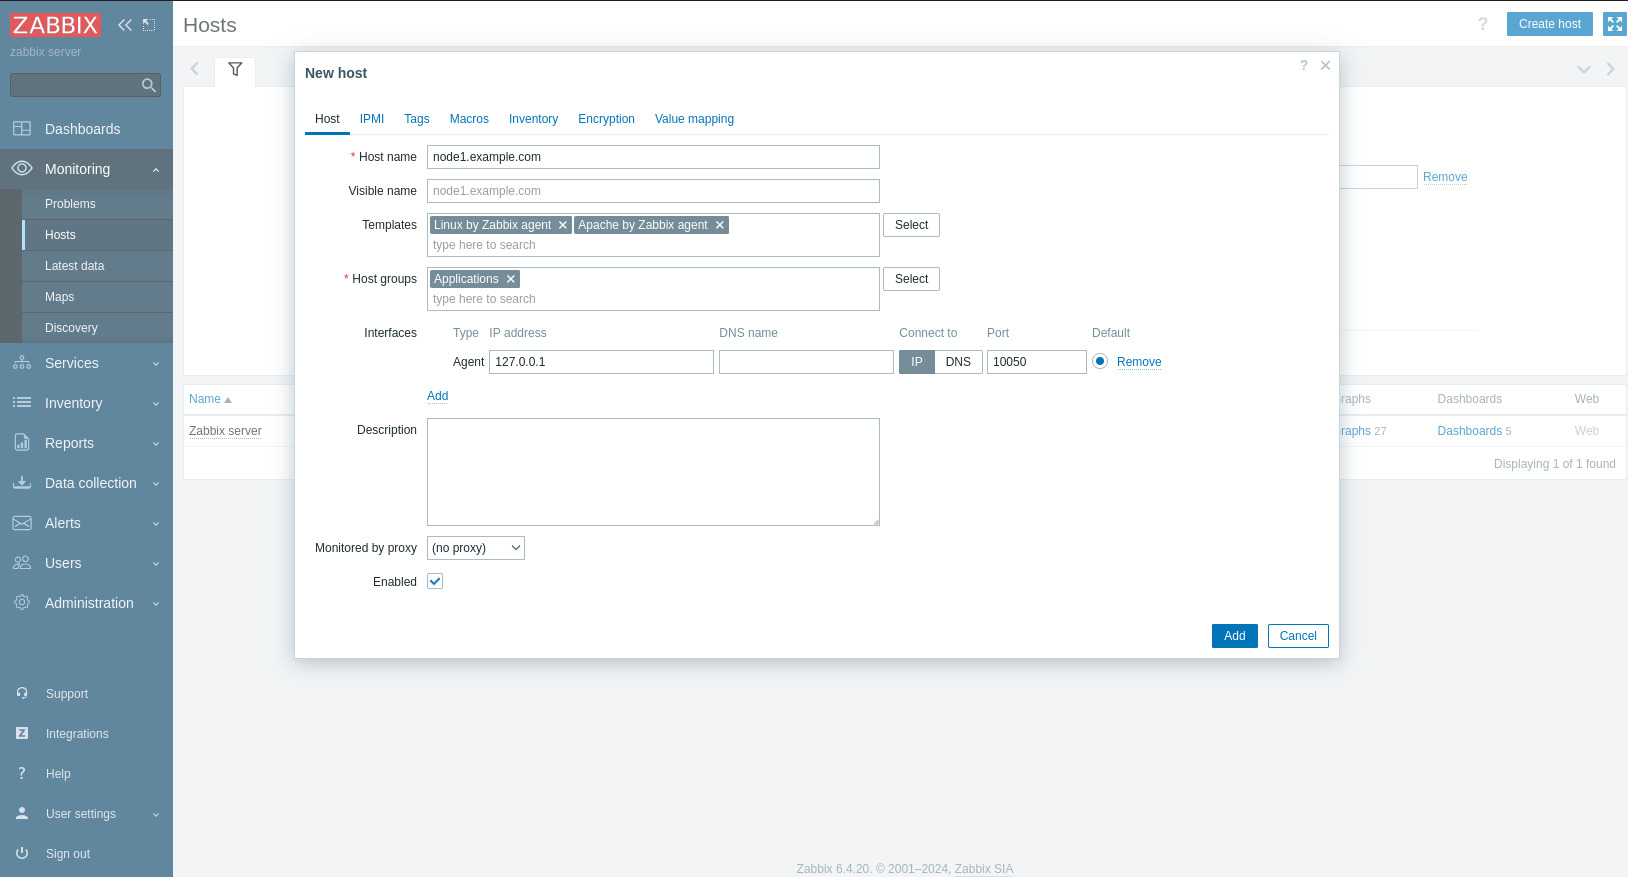 ZABBIX
zabbix server
Dashboards
Monitoring
Problems
Hosts
Latest data
Maps
Discovery
Services
Inventory
Reports
Data collection
Alerts
Users
Administration
Support
Integrations
Help
User settings
Sign out
Hosts
? Create host
New host ?
Host IPMI Tags Macros Inventory Encryption Value mapping
* Host name node1.example.com
Visible name node1.example.com
Templates Linux by Zabbix agent Apache by Zabbix agent Select
type here to search
* Host groups Applications Select
type here to search
Interfaces Type IP address DNS name Connect to Port Default
Agent 127.0.0.1 IP DNS 10050 Remove
Add
Description
Monitored by proxy (no proxy)
Enabled
Add Cancel
Remove
Name raphs Dashboards Web
Zabbix server raphs 27 Dashboards 5 Web
Displaying 1 of 1 found
Zabbix 6.4.20. © 2001–2024, Zabbix SIA